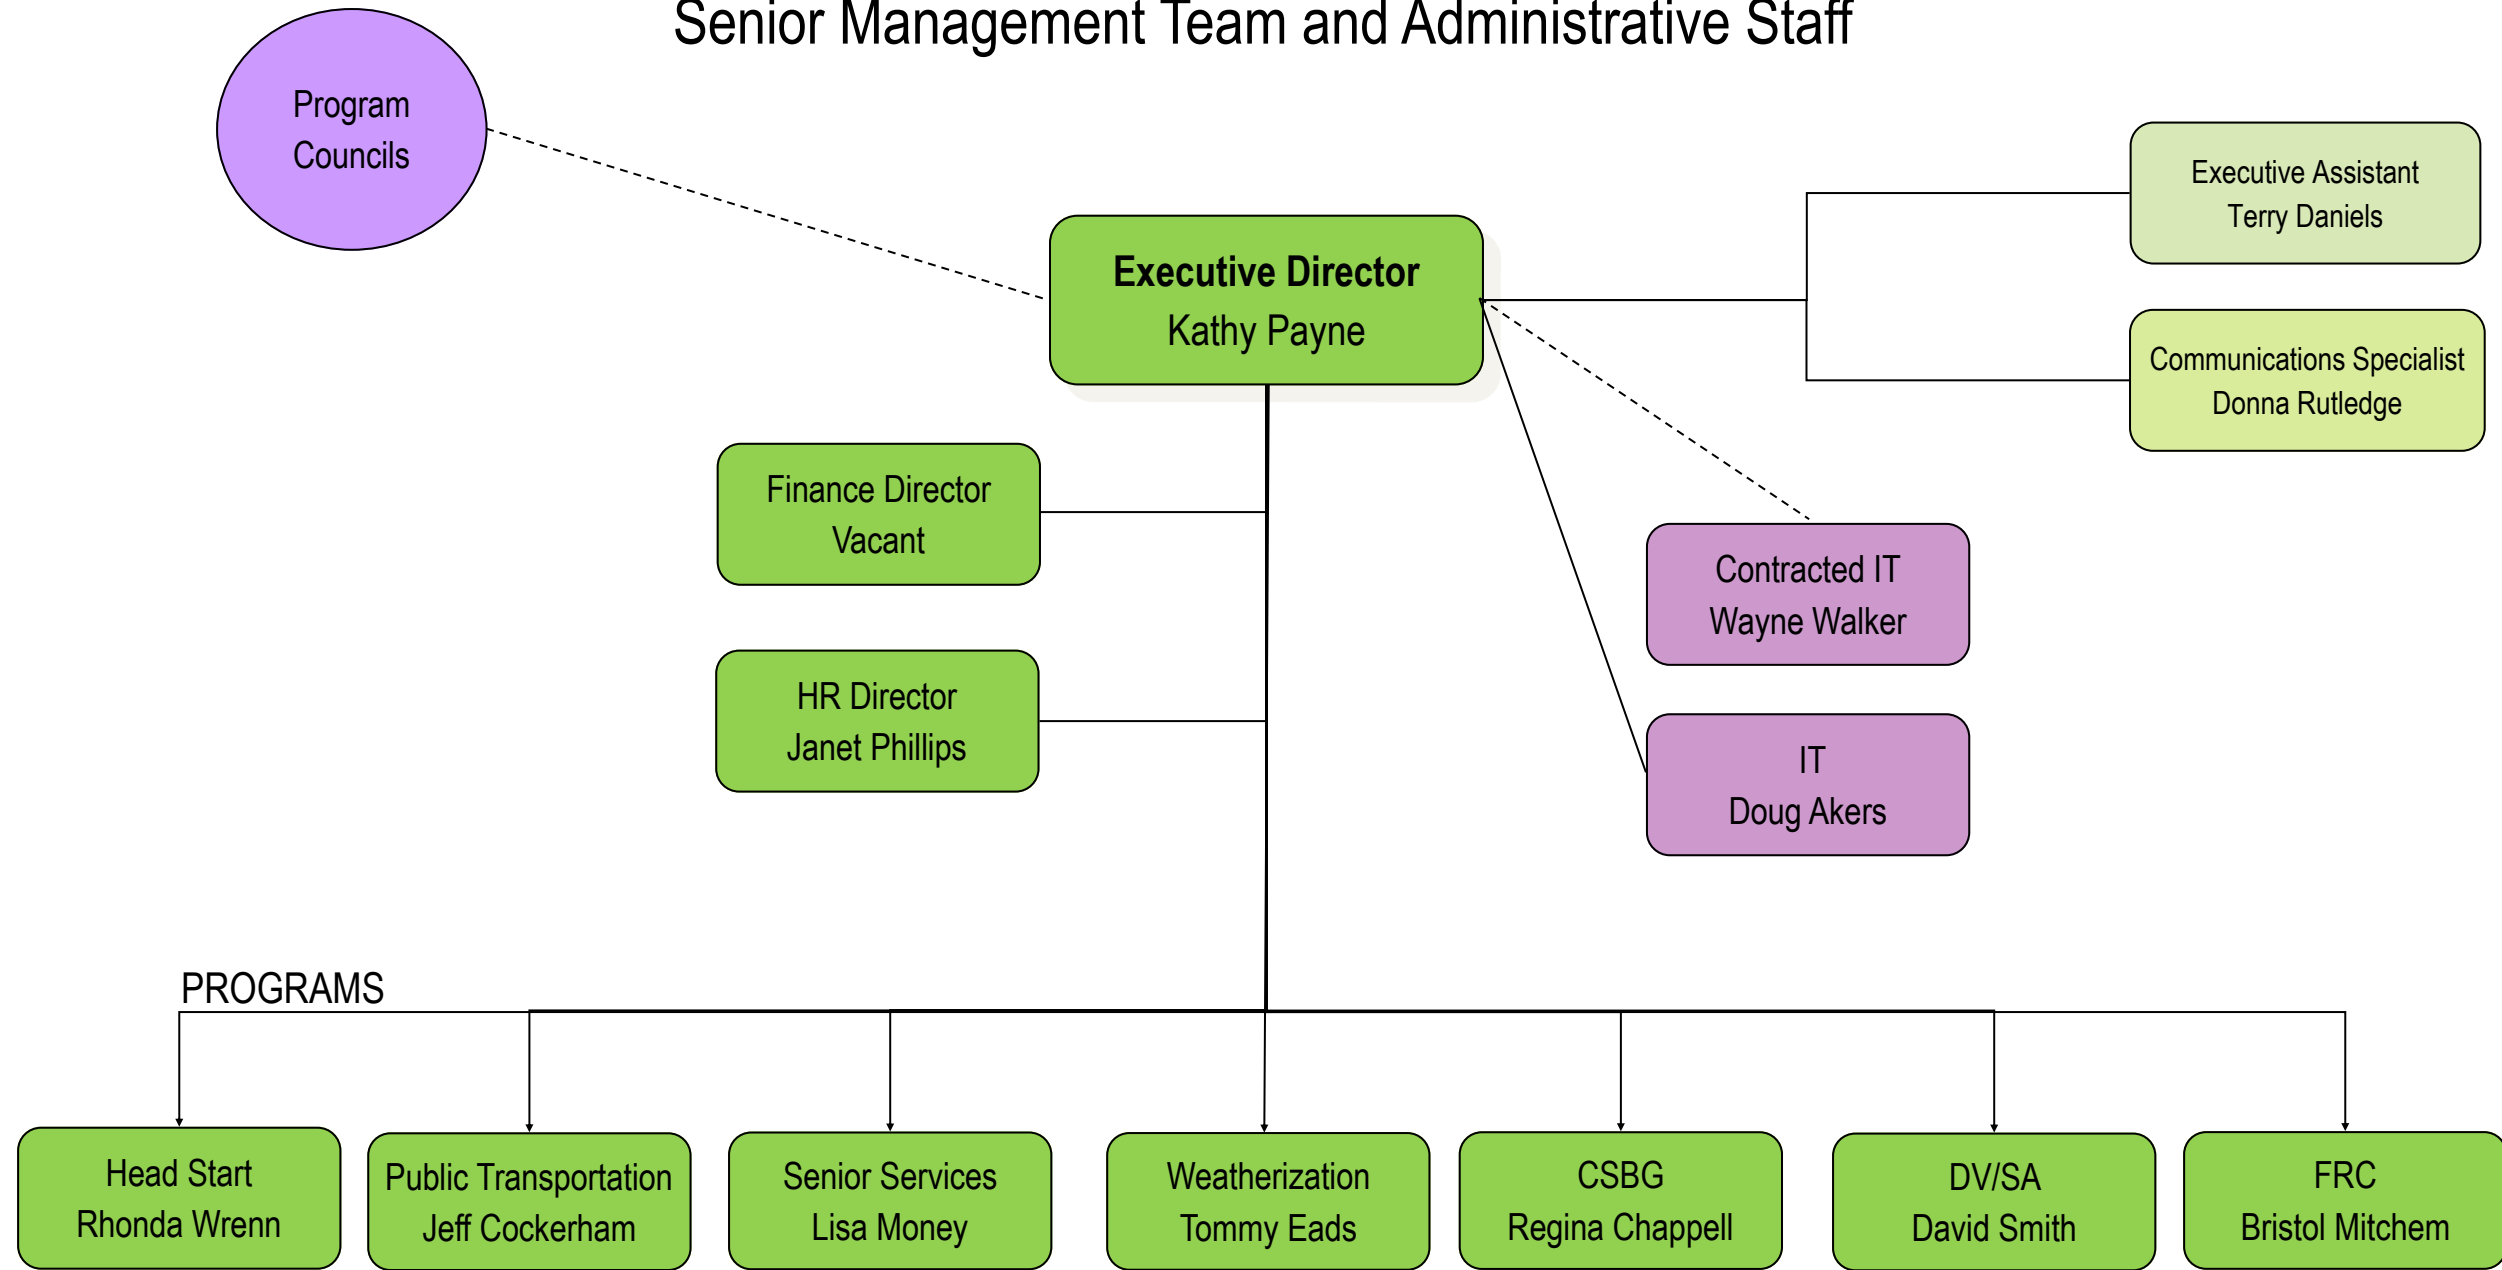 Senior Management Team and Administrative Staff
Program
Councils
Executive Assistant
Terry Daniels
Executive Director
Kathy Payne
Communications Specialist
Donna Rutledge
Finance Director
Vacant
Contracted IT
Wayne Walker
HR Director
Janet Phillips
IT
Doug Akers
PROGRAMS
Head Start
Rhonda Wrenn
Public Transportation
Jeff Cockerham
Senior Services
Lisa Money
Weatherization
Tommy Eads
CSBG
Regina Chappell
DV/SA
David Smith
FRC
Bristol Mitchem